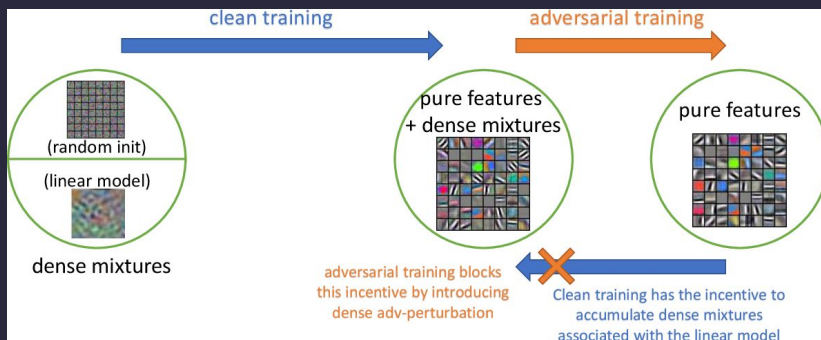 clean training
adversarial training
(random init)
(linear model)
dense mixtures
pure features
+ dense mixtures
pure features
adversarial training blocks
this incentive by introducing
dense adv-perturbation
Clean training has the incentive to
accumulate dense mixtures
associated with the linear model